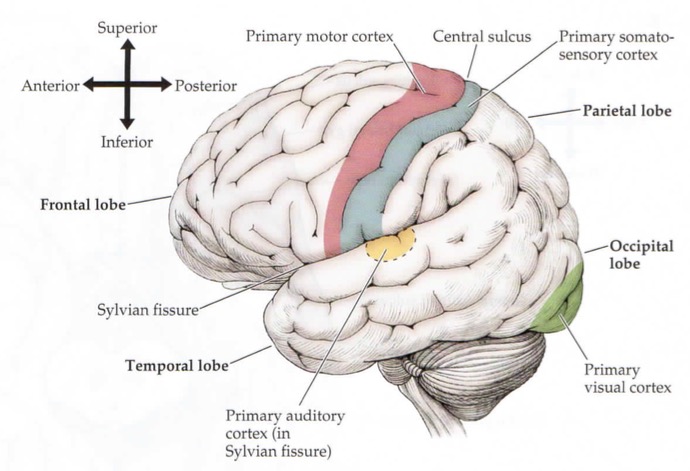 Superior
Anterior
Posterior
Inferior
Primary motor cortex
Central sulcus
Primary somato-
sensory cortex
Parietal lobe
Frontal lobe
Occipital
lobe
Sylvian fissure
Temporal lobe
Primary
visual cortex
Primary auditory
cortex (in
Sylvian fissure)